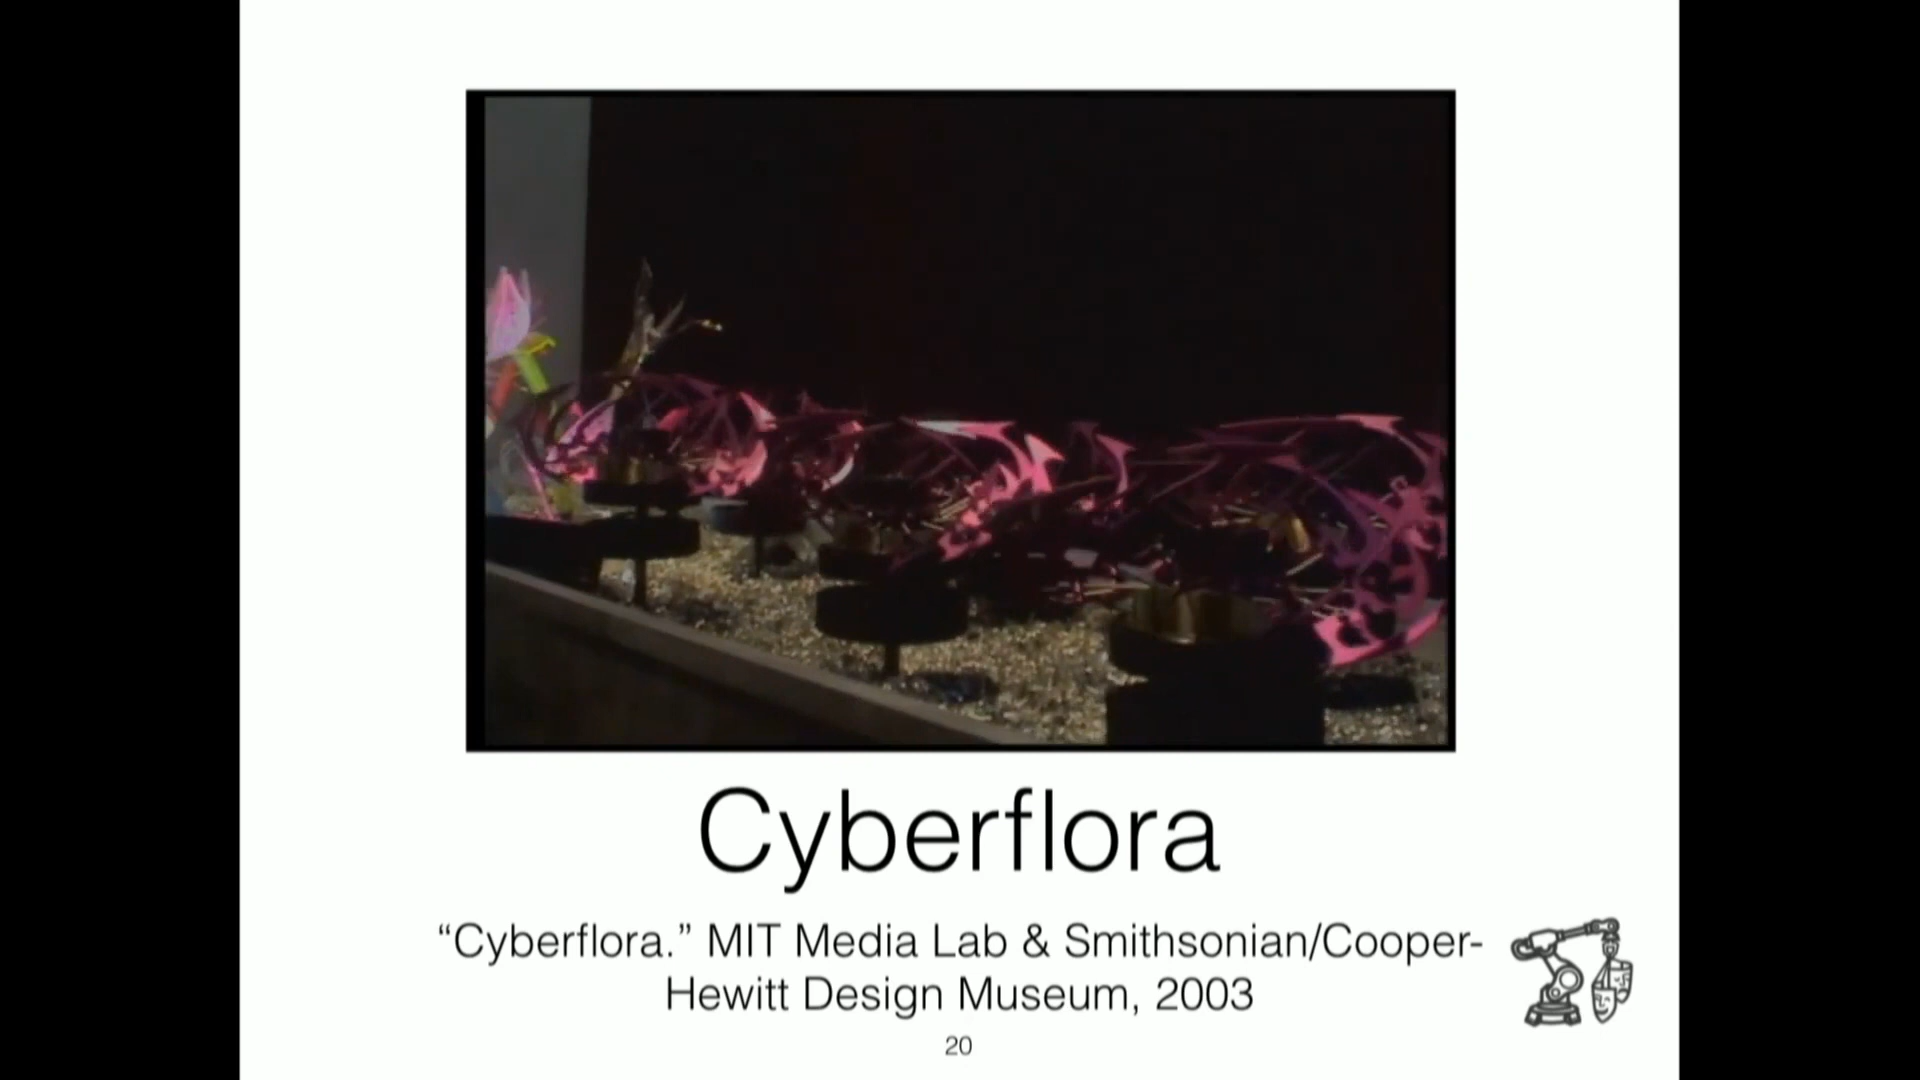 Cyberflora
“Cyberflora.” MIT Media Lab & Smithsonian/Cooper-
Hewitt Design Museum, 2003
20